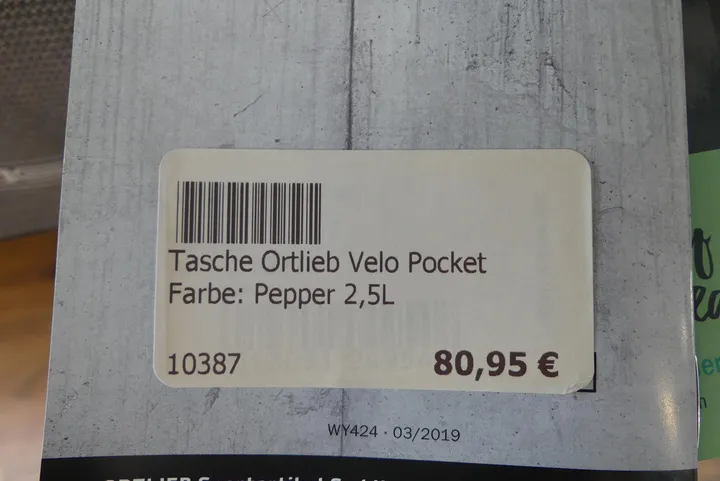 Tasche Ortlieb Velo Pocket
Farbe: Pepper 2,5L
10387 80,95 €
WY424 · 03/2019